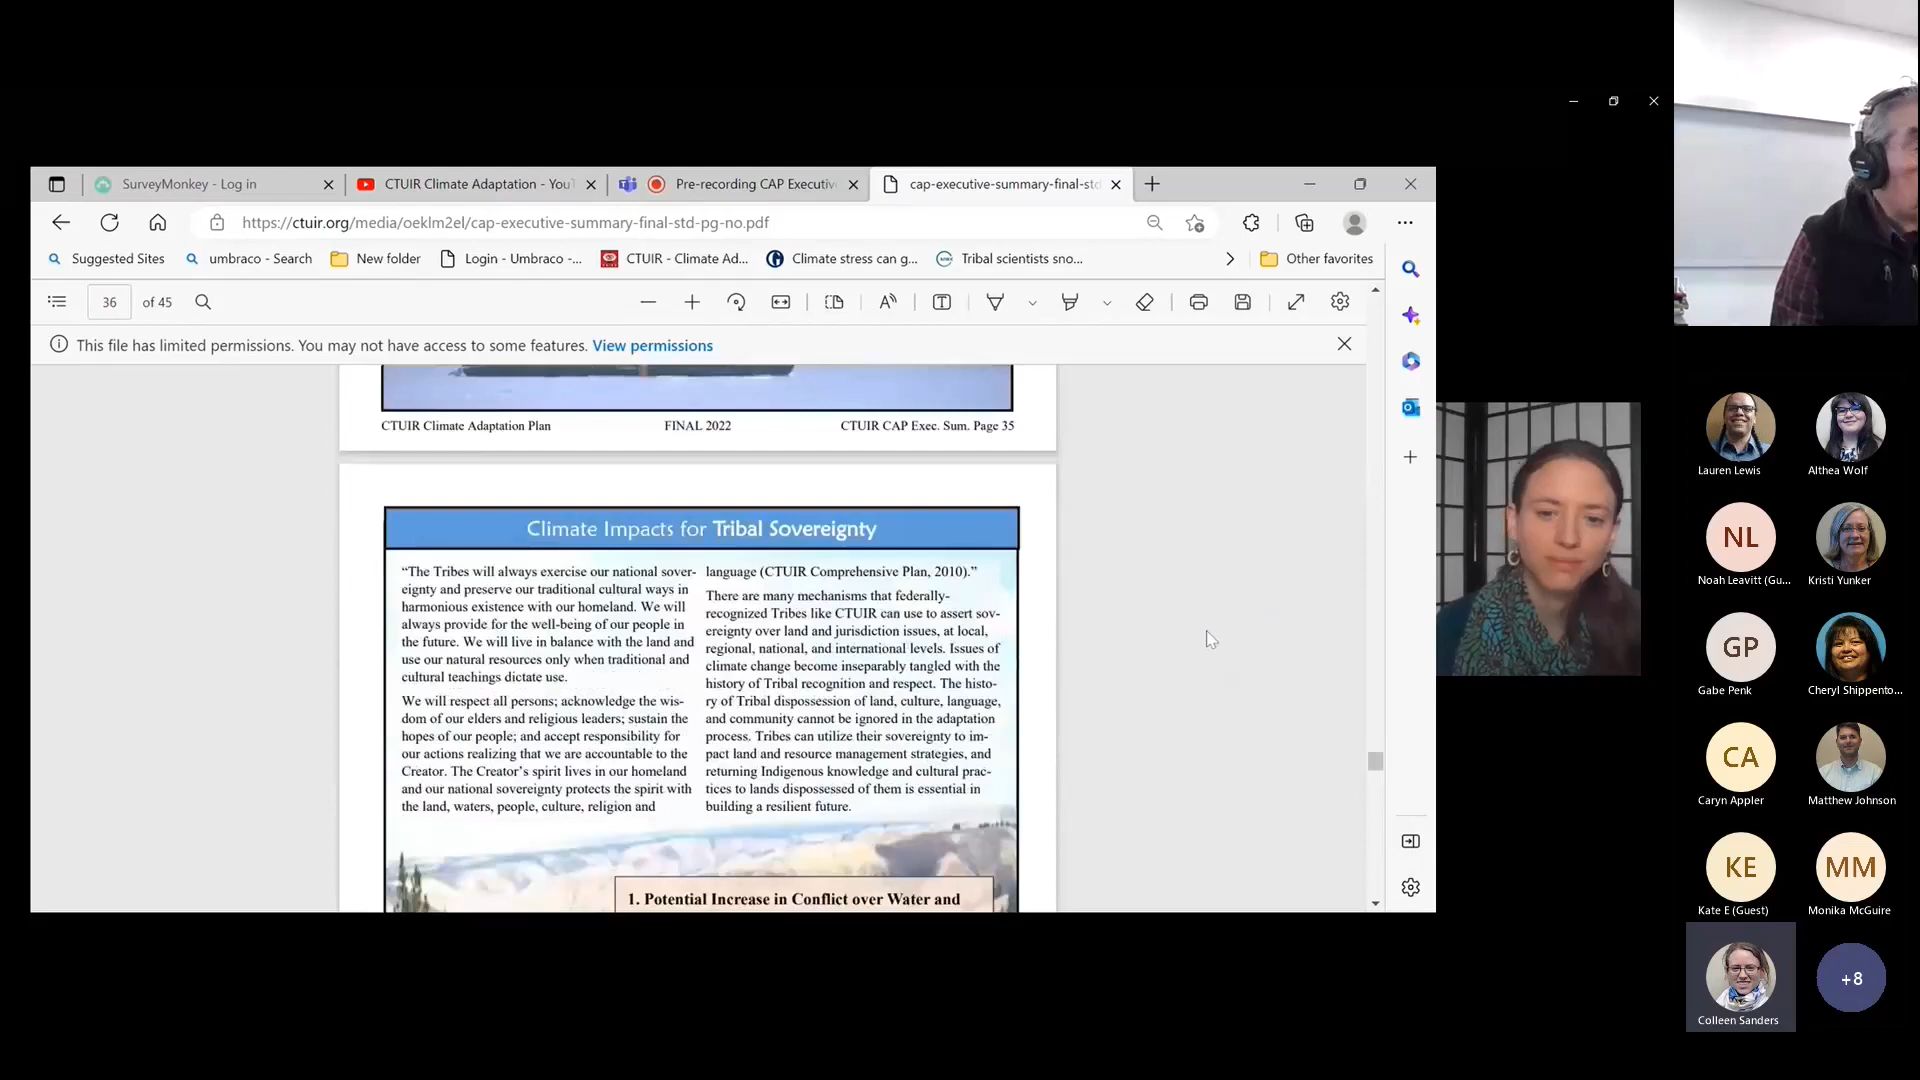 SurveyMonkey - Log in
CTUIR Climate Adaptation - You
Pre-recording CAP Executiv
cap-executive-summary-final-std
https://ctuir.org/media/oeklm2el/cap-executive-summary-final-std-pg-no.pdf
Suggested Sites
umbraco - Search
New folder
Login - Umbraco -...
CTUIR - Climate Ad...
Climate stress can g...
Tribal scientists sno...
Other favorites
36 of 45
This file has limited permissions. You may not have access to some features. View permissions
CTUIR Climate Adaptation Plan
FINAL 2022
CTUIR CAP Exec. Sum. Page 35
Climate Impacts for Tribal Sovereignty
“The Tribes will always exercise our national sover-
eignty and preserve our traditional cultural ways in
harmonious existence with our homeland. We will
always provide for the well-being of our people in
the future. We will live in balance with the land and
use our natural resources only when traditional and
cultural teachings dictate use.
We will respect all persons; acknowledge the wis-
dom of our elders and religious leaders; sustain the
hopes of our people; and accept responsibility for
our actions realizing that we are accountable to the
Creator. The Creator’s spirit lives in our homeland
and our national sovereignty protects the spirit with
the land, waters, people, culture, religion and
language (CTUIR Comprehensive Plan, 2010).”
There are many mechanisms that federally-
recognized Tribes like CTUIR can use to assert sov-
ereignty over land and jurisdiction issues, at local,
regional, national, and international levels. Issues of
climate change become inseparably tangled with the
history of Tribal recognition and respect. The histo-
ry of Tribal dispossession of land, culture, language,
and community cannot be ignored in the adaptation
process. Tribes can utilize their sovereignty to im-
pact land and resource management strategies, and
returning Indigenous knowledge and cultural prac-
tices to lands dispossessed of them is essential in
building a resilient future.
1. Potential Increase in Conflict over Water and
Lauren Lewis
Althea Wolf
NL
Noah Leavitt (Gu...
Kristi Yunker
GP
Gabe Penk
Cheryl Shippento...
CA
Caryn Appler
Matthew Johnson
KE
Kate E (Guest)
MM
Monika McGuire
Colleen Sanders
+8